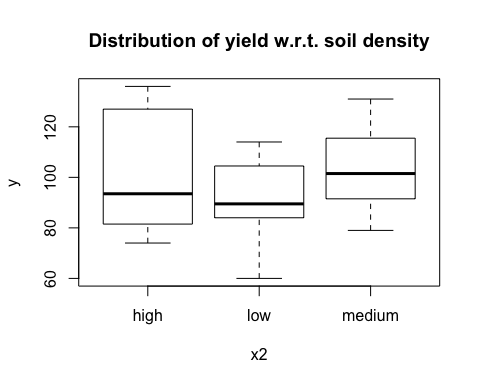 Distribution of yield w.r.t. soil density
120
100
80
60
y
high low medium
x2